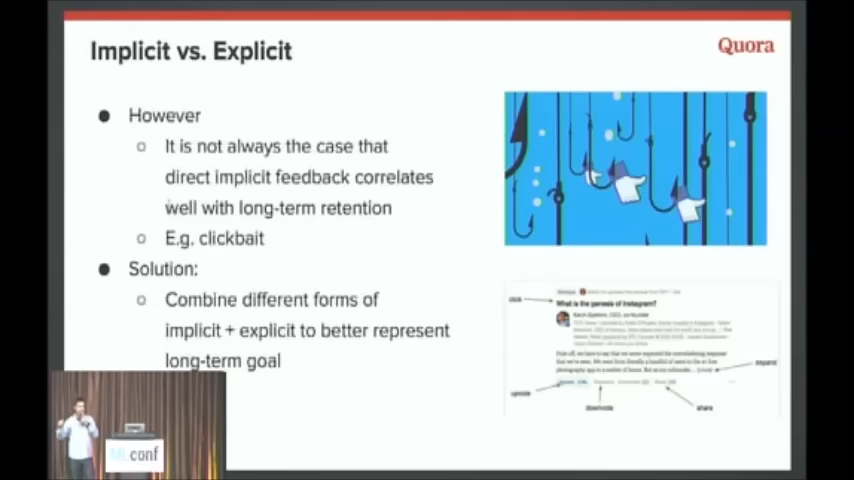 Implicit vs. Explicit
Quora
● However
○ It is not always the case that
direct implicit feedback correlates
well with long-term retention
○ E.g. clickbait
● Solution:
○ Combine different forms of
implicit + explicit to better represent
long-term goal
click
What is the genesis of Instagram?
expand
upvote
downvote
share
MLconf